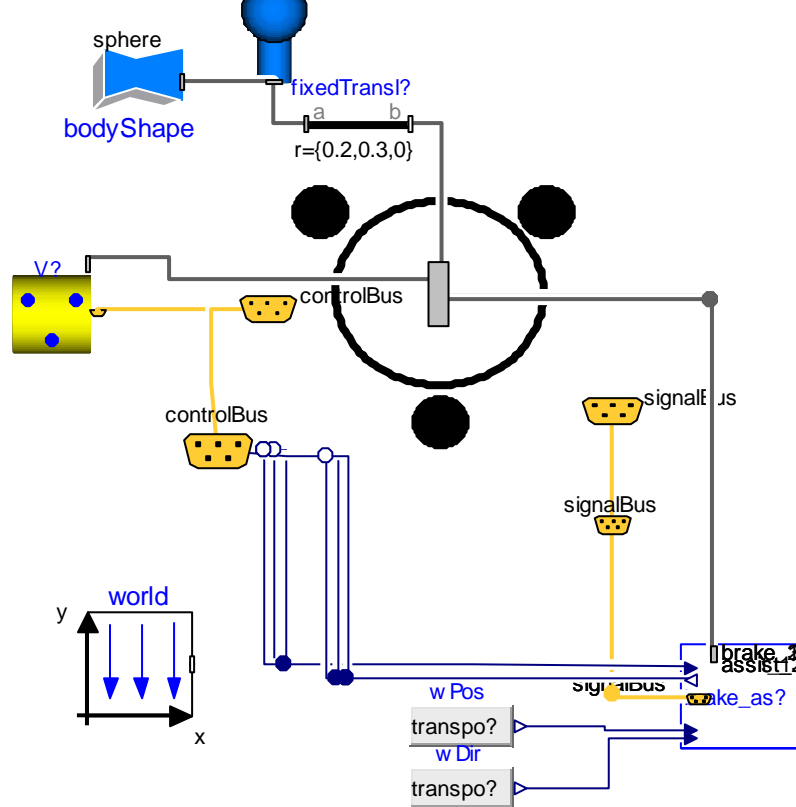 sphere
fixedTransl?
a b
bodyShape
r={0.2,0.3,0}
V?
controlBus
signalBus
controlBus
signalBus
world
y
brake_
assist
signalBus
ake_as?
w Pos
x
transpo?
w Dir
transpo?